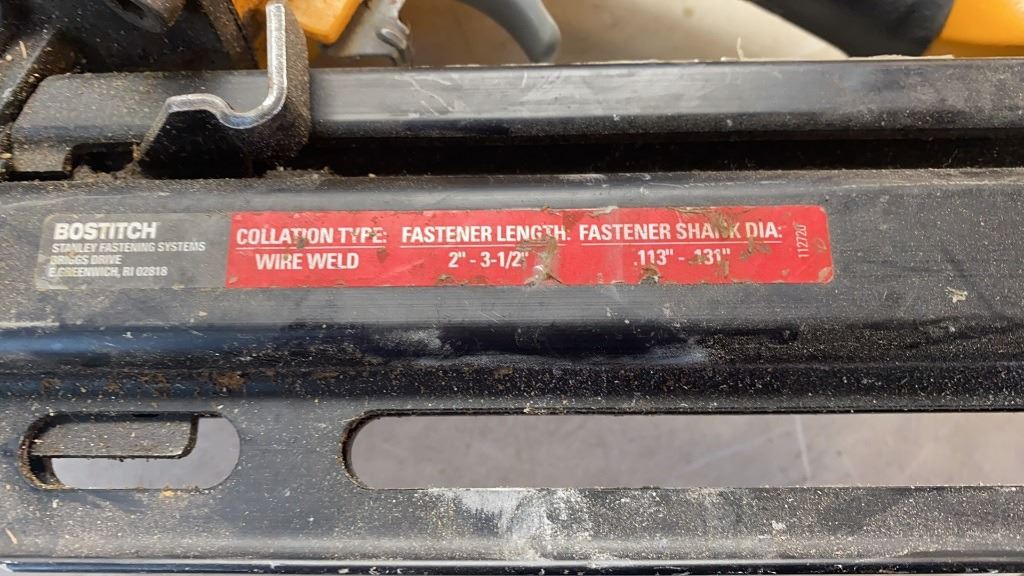 BOSTITCH
STANLEY FASTENING SYSTEMS
BRIGGS DRIVE
E.GREENWICH, RI 02818
COLLATION TYPE: FASTENER LENGTH: FASTENER SHANK DIA:
WIRE WELD 2" - 3-1/2" .113" - .131"
112720